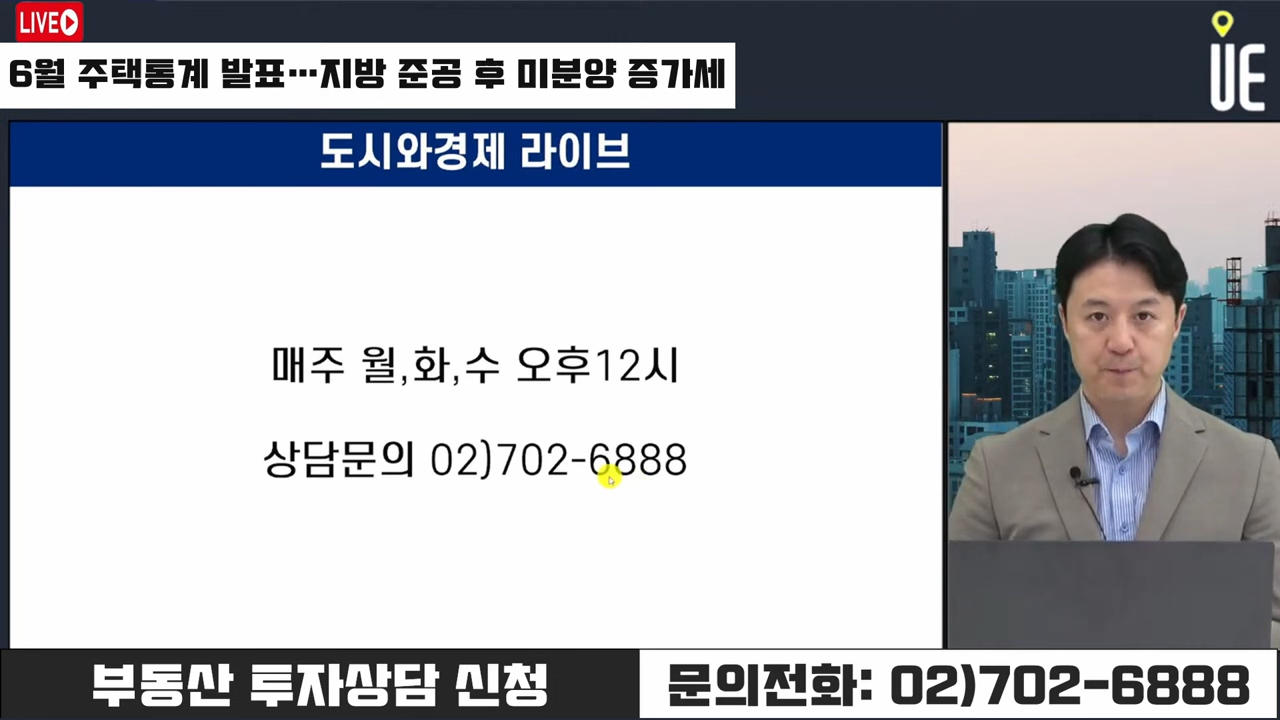 LIVE
6월 주택통계 발표…지방 준공 후 미분양 증가세
UE
도시와경제 라이브
매주 월,화,수 오후12시
상담문의 02)702-6888
부동산 투자상담 신청
문의전화: 02)702-6888